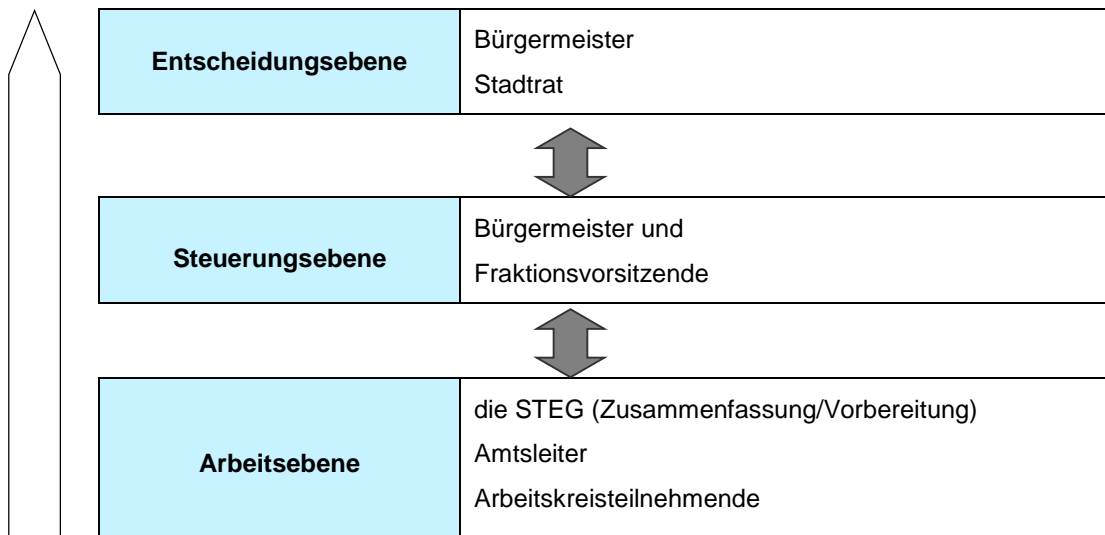 Entscheidungsebene
Bürgermeister
Stadtrat
Steuerungsebene
Bürgermeister und
Fraktionsvorsitzende
Arbeitsebene
die STEG (Zusammenfassung/Vorbereitung)
Amtsleiter
Arbeitskreisteilnehmende